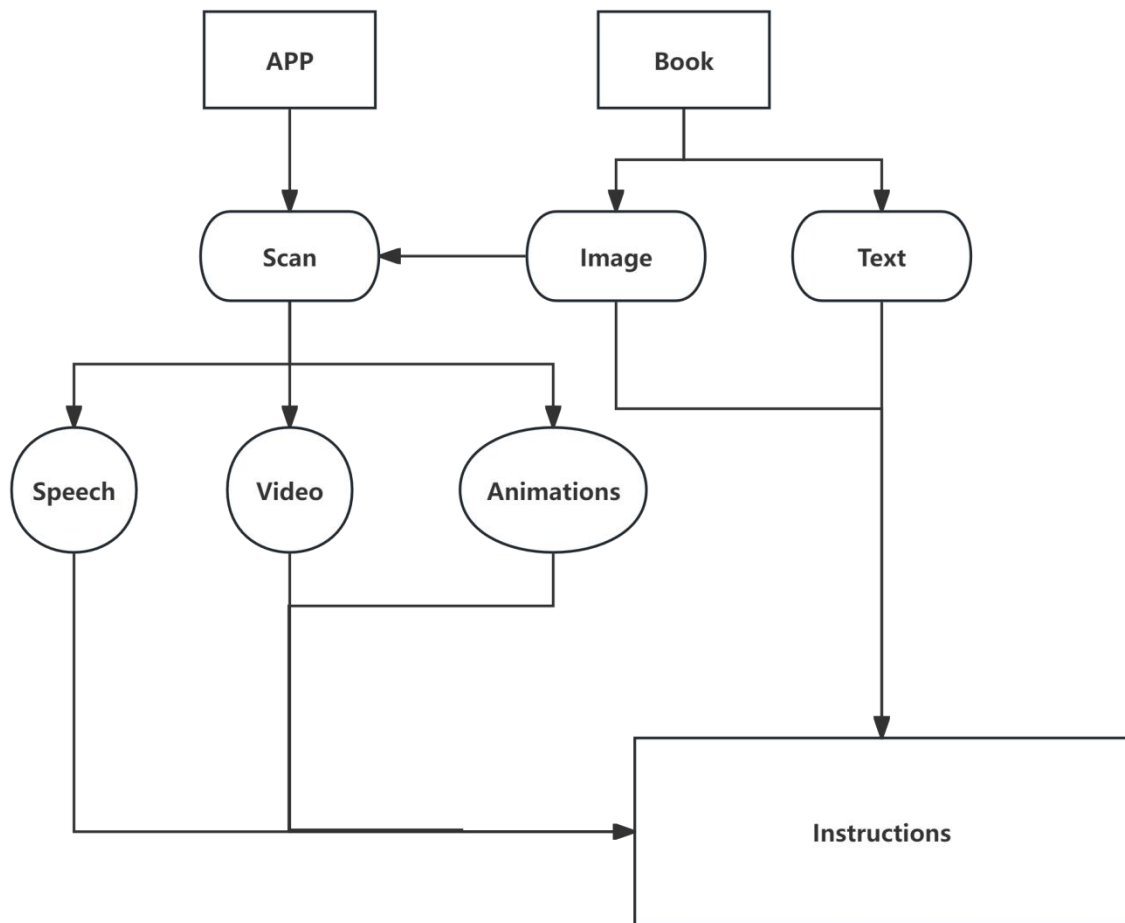 APP
Book
Scan
Image
Text
Speech
Video
Animations
Instructions